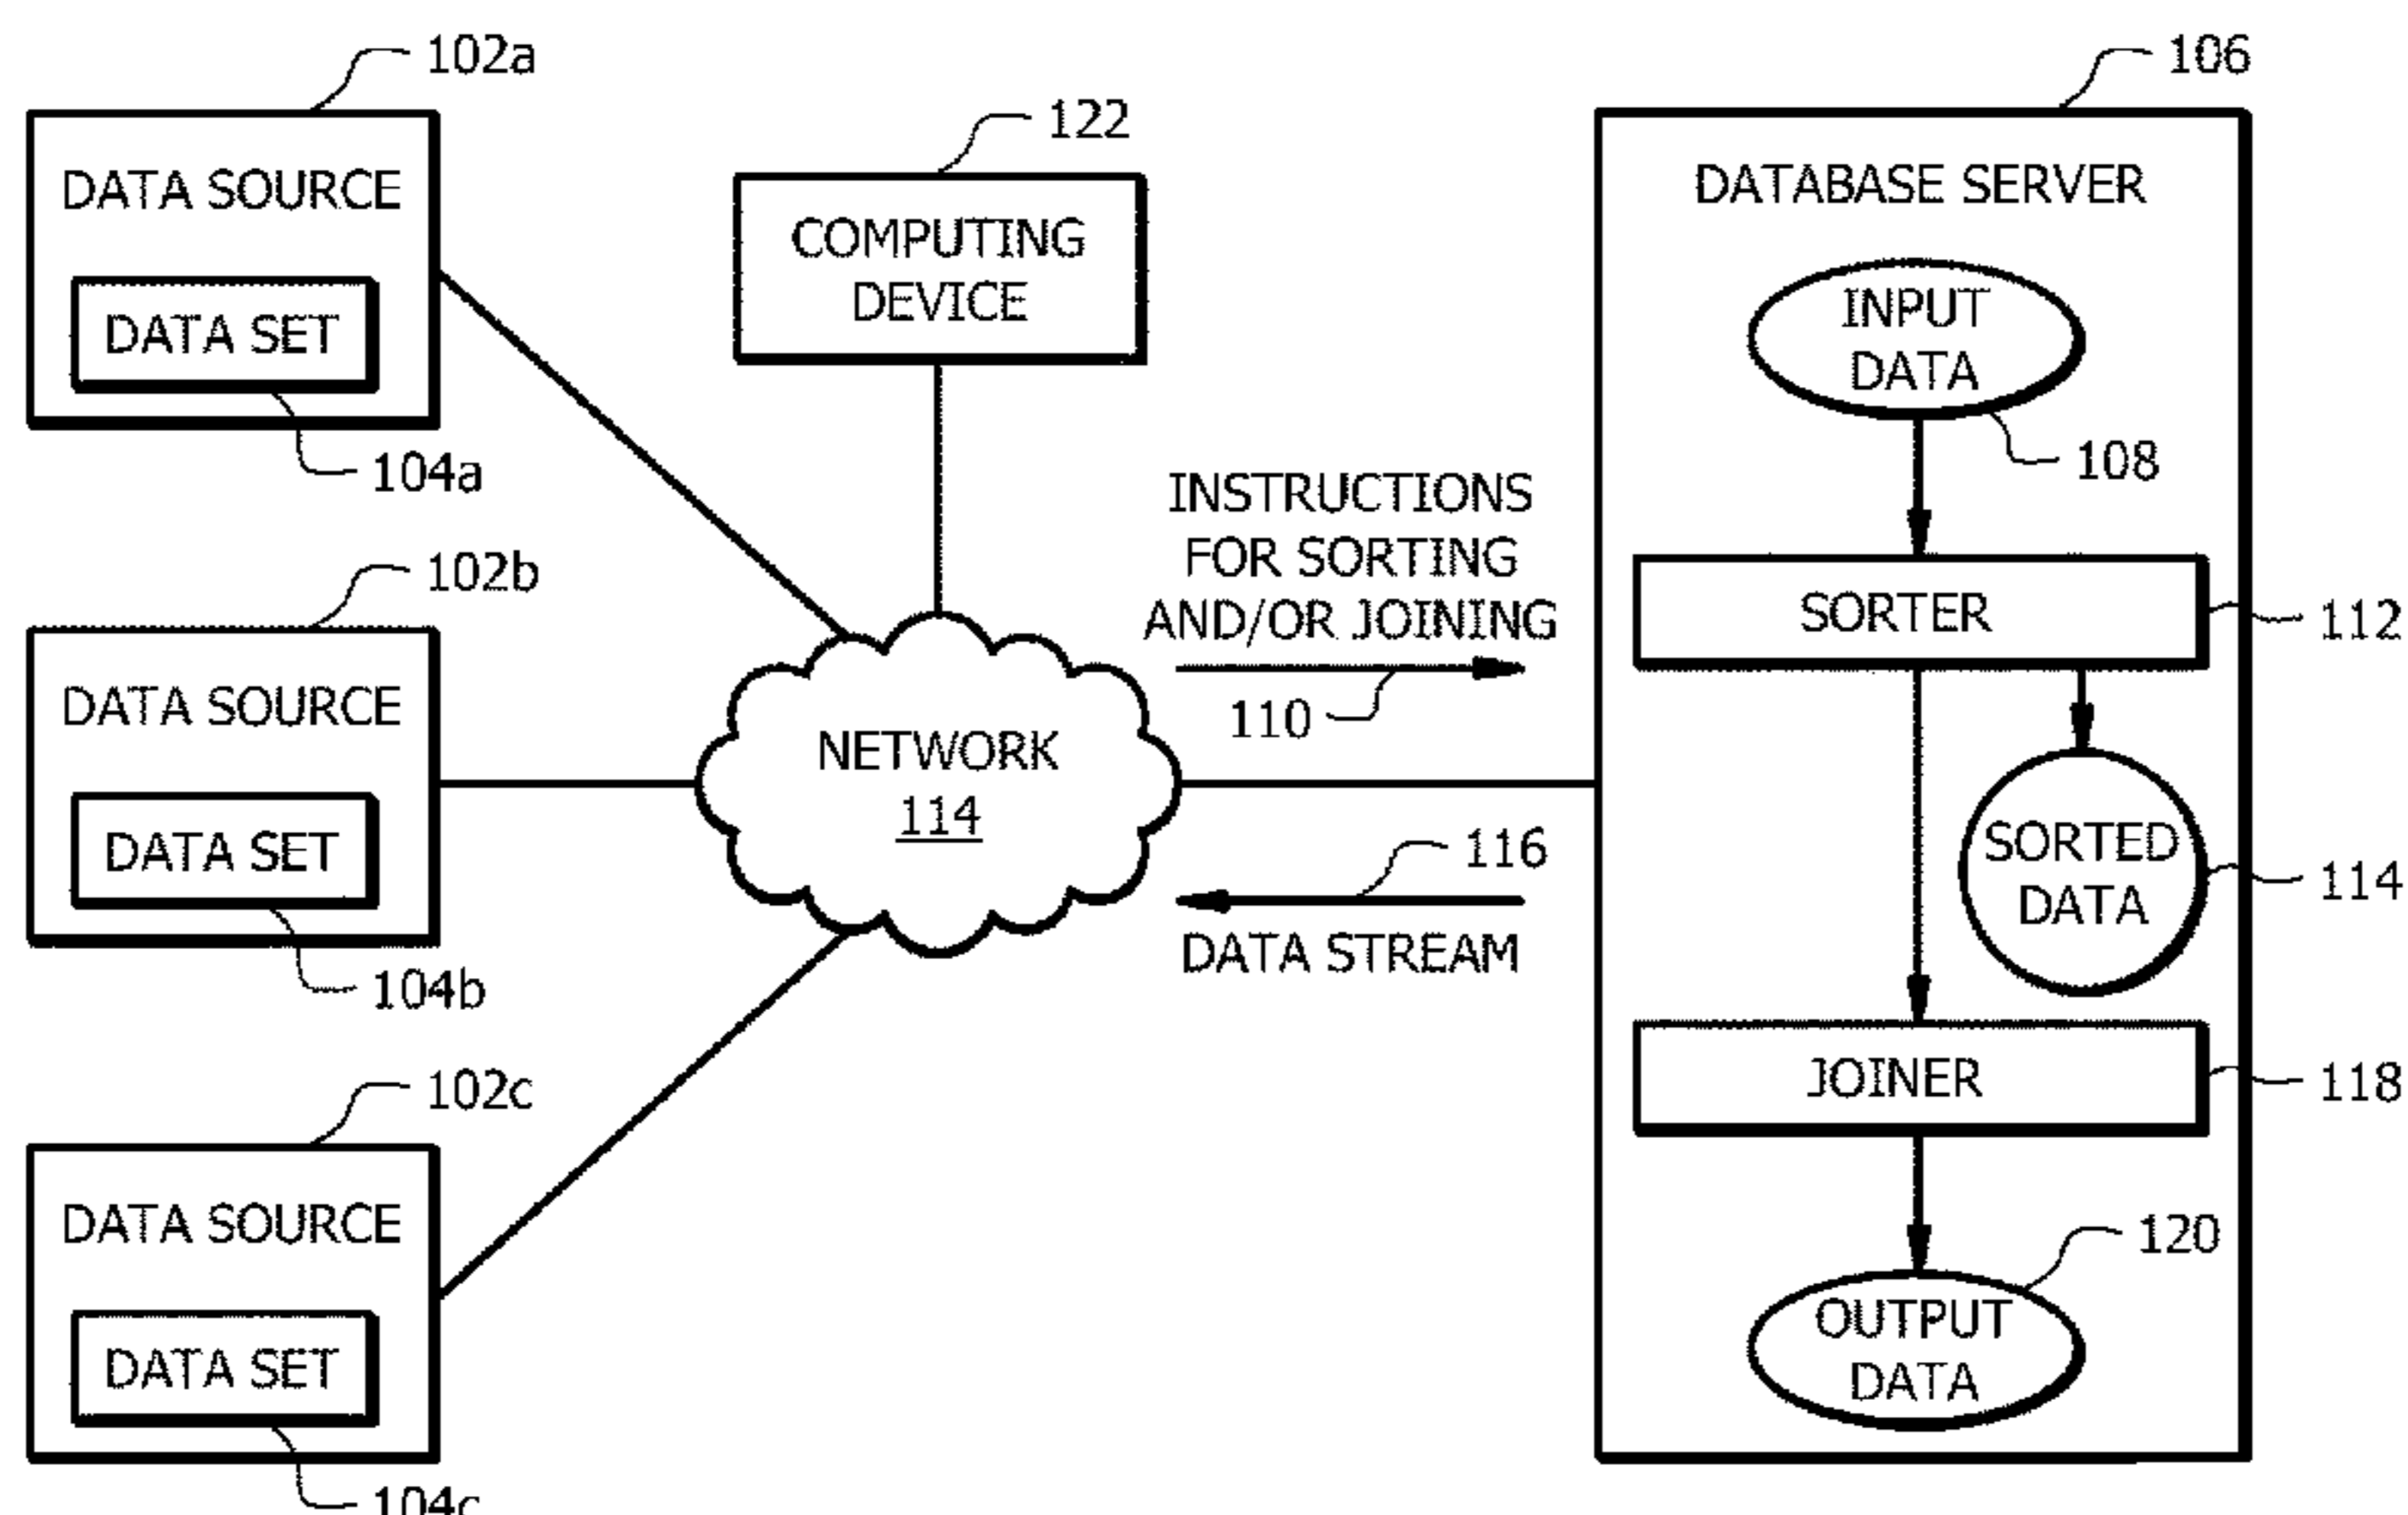 102a
DATA SOURCE
DATA SET
104a
102b
DATA SOURCE
DATA SET
104b
102c
DATA SOURCE
DATA SET
104c
122
COMPUTING
DEVICE
NETWORK
114
INSTRUCTIONS
FOR SORTING
AND/OR JOINING
110
116
DATA STREAM
106
DATABASE SERVER
INPUT
DATA
108
SORTER
112
SORTED
DATA
114
JOINER
118
120
OUTPUT
DATA